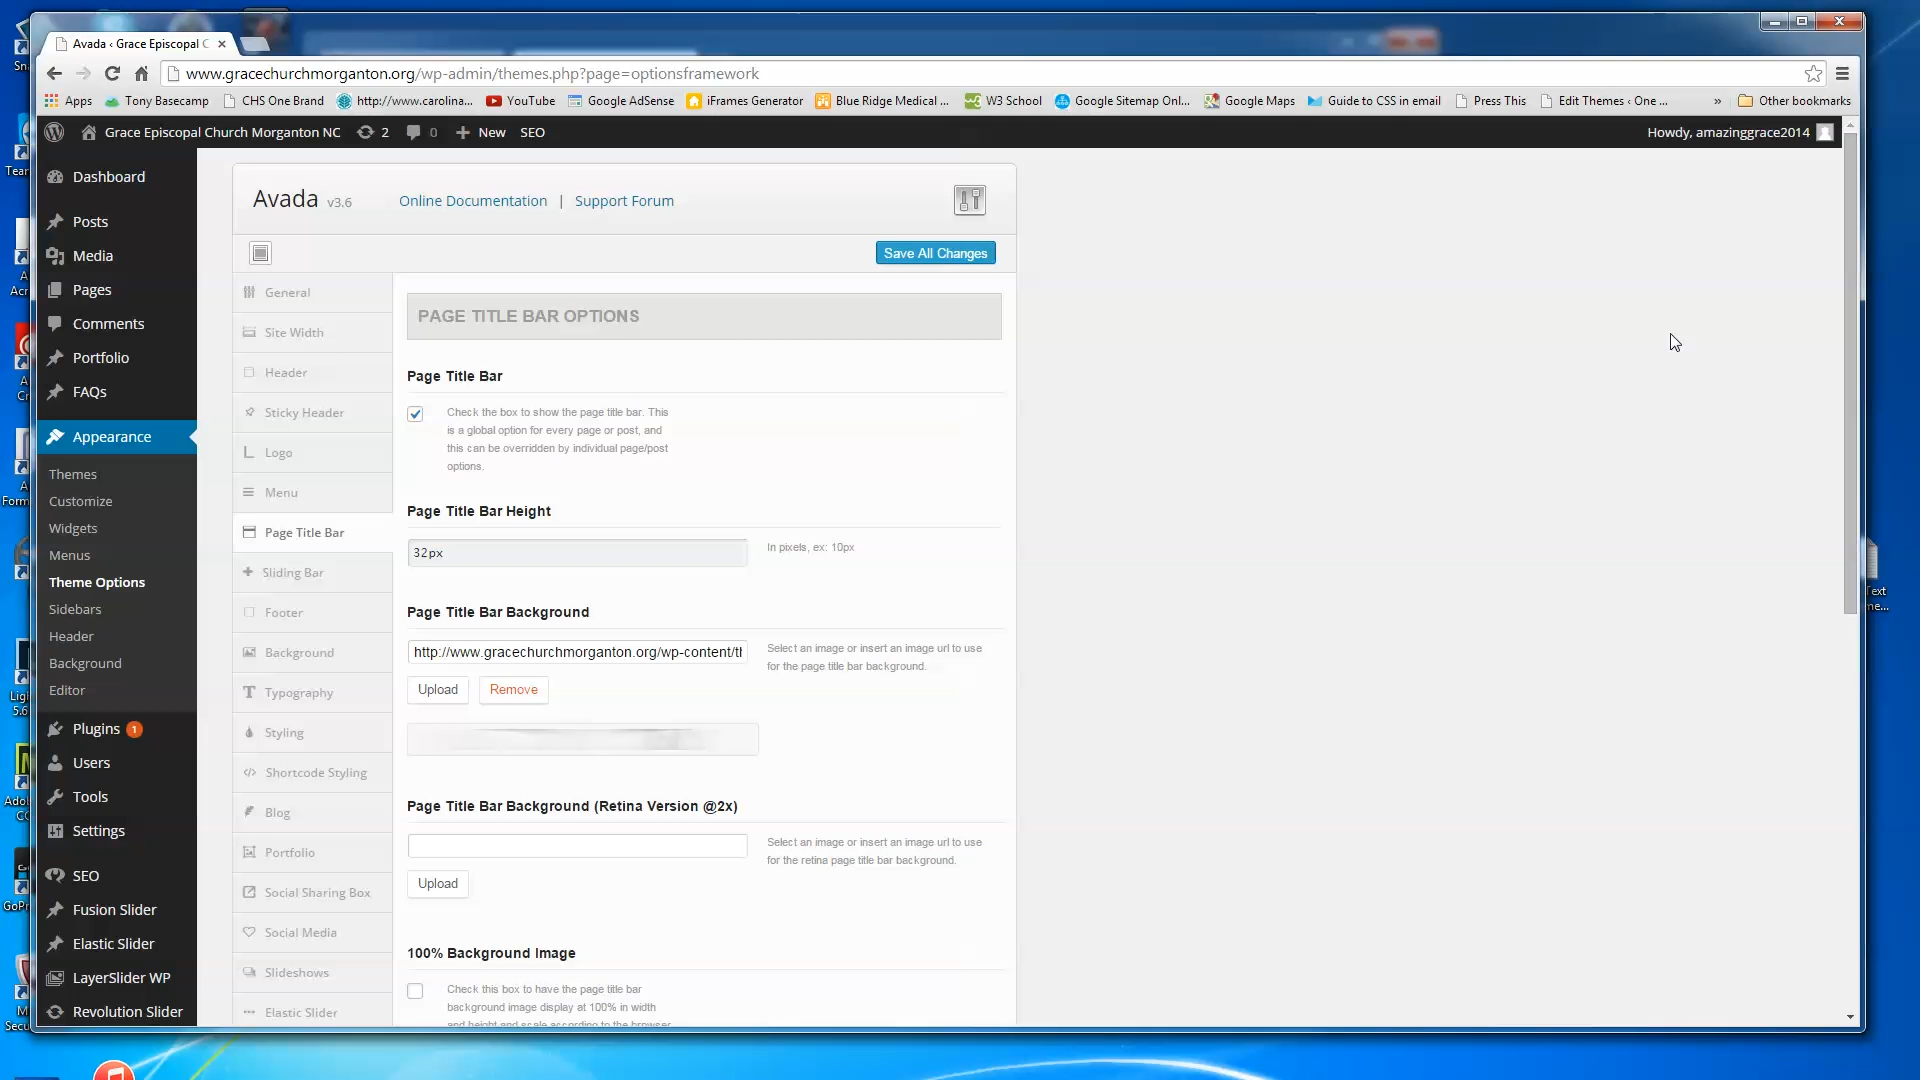 Avada ‹ Grace Episcopal C
www.gracechurchmorganton.org/wp-admin/themes.php?page=optionsframework
Apps
Tony Basecamp
CHS One Brand
http://www.carolina...
YouTube
Google AdSense
iFrames Generator
Blue Ridge Medical ...
W3 School
Google Sitemap Onl...
Google Maps
Guide to CSS in email
Press This
Edit Themes ‹ One ...
»
Other bookmarks
Grace Episcopal Church Morganton NC
2
0
New
SEO
Howdy, amazinggrace2014
Dashboard
Posts
Media
Pages
Comments
Portfolio
FAQs
Appearance
Themes
Customize
Widgets
Menus
Theme Options
Sidebars
Header
Background
Editor
Plugins 1
Users
Tools
Settings
SEO
Fusion Slider
Elastic Slider
LayerSlider WP
Revolution Slider
Avada v3.6
Online Documentation | Support Forum
Save All Changes
General
Site Width
Header
Sticky Header
Logo
Menu
Page Title Bar
Sliding Bar
Footer
Background
Typography
Styling
Shortcode Styling
Blog
Portfolio
Social Sharing Box
Social Media
Slideshows
Elastic Slider
PAGE TITLE BAR OPTIONS
Page Title Bar
Check the box to show the page title bar. This
is a global option for every page or post, and
this can be overridden by individual page/post
options.
Page Title Bar Height
32px
In pixels, ex: 10px
Page Title Bar Background
http://www.gracechurchmorganton.org/wp-content/tl
Select an image or insert an image url to use
for the page title bar background.
Upload
Remove
Page Title Bar Background (Retina Version @2x)
Select an image or insert an image url to use
for the retina page title bar background.
Upload
100% Background Image
Check this box to have the page title bar
background image display at 100% in width
and height and scale according to the browser